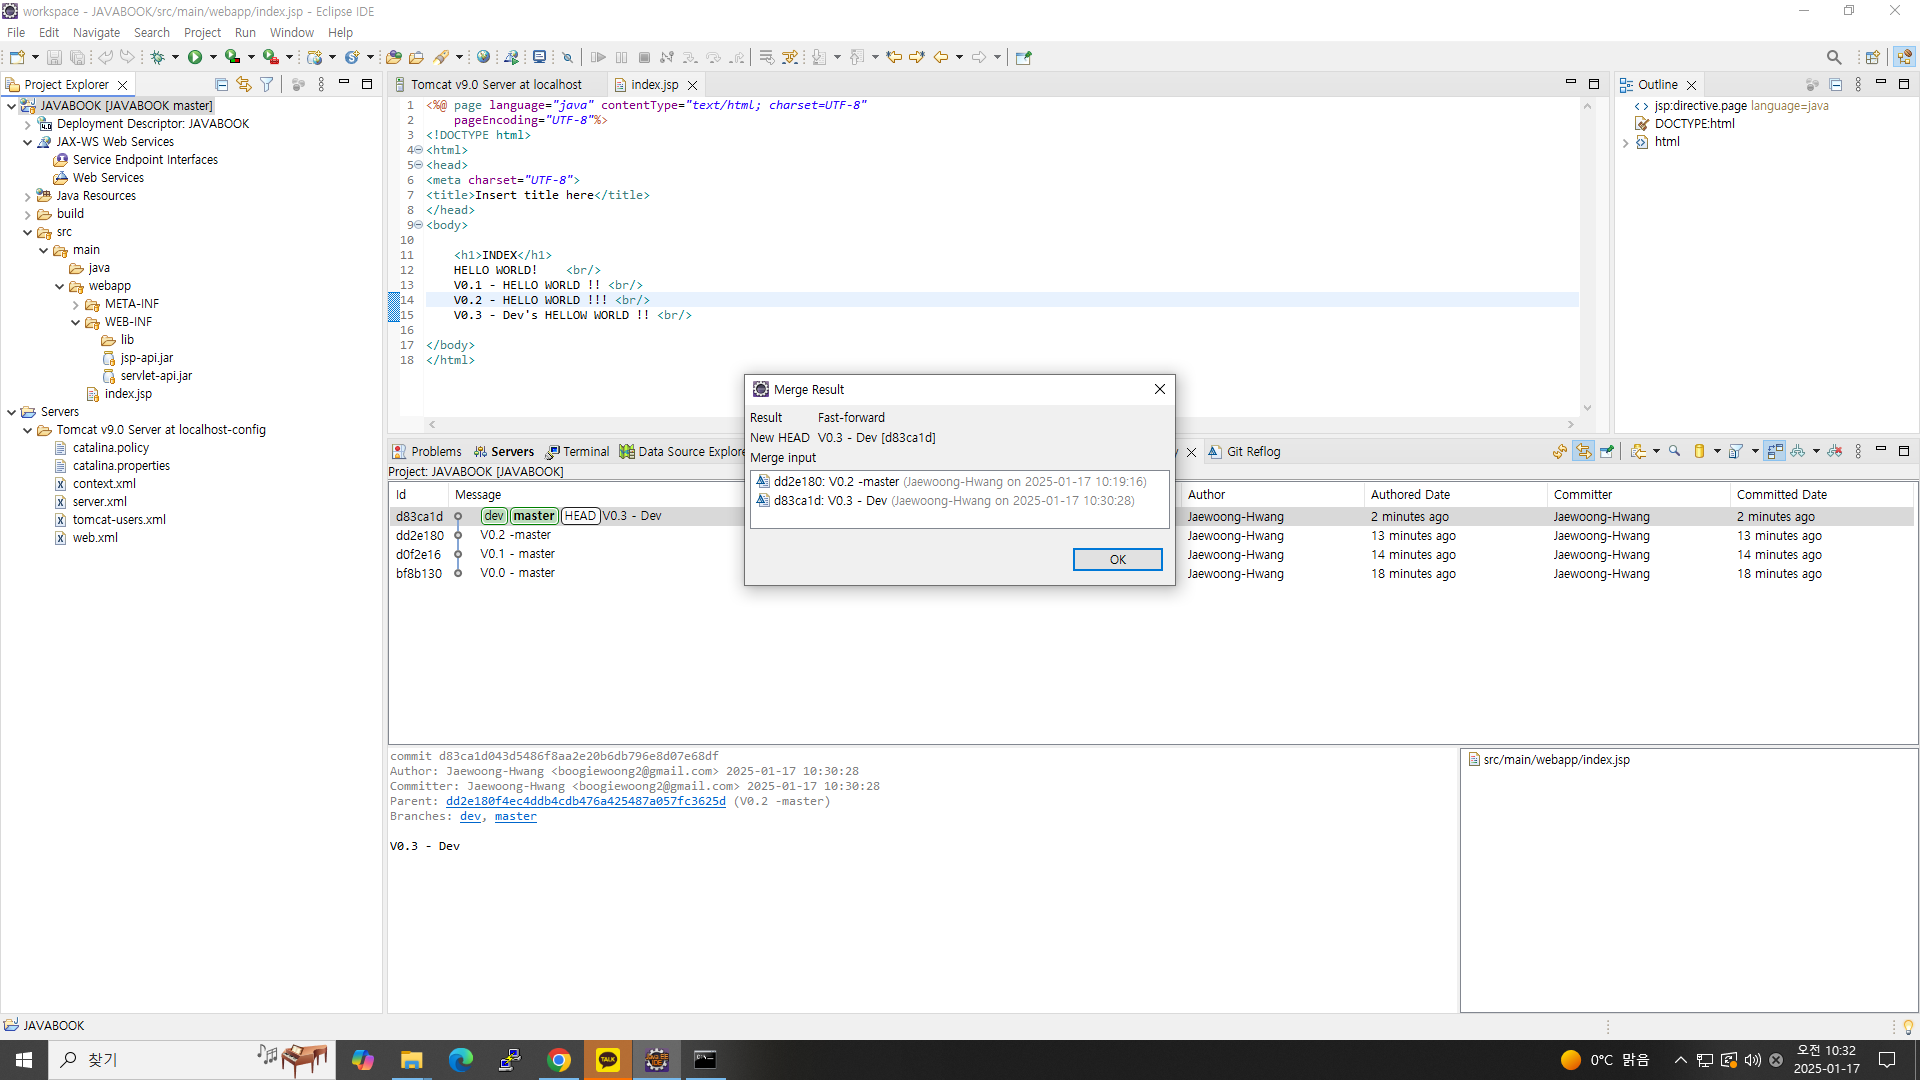 workspace - JAVABOOK/src/main/webapp/index.jsp - Eclipse IDE
File Edit Navigate Search Project Run Window Help
Project Explorer
JAVABOOK [JAVABOOK master]
Deployment Descriptor: JAVABOOK
JAX-WS Web Services
Service Endpoint Interfaces
Web Services
Java Resources
build
src
main
java
webapp
META-INF
WEB-INF
lib
jsp-api.jar
servlet-api.jar
index.jsp
Servers
Tomcat v9.0 Server at localhost-config
catalina.policy
catalina.properties
context.xml
server.xml
tomcat-users.xml
web.xml
Tomcat v9.0 Server at localhost index.jsp
1 <%@ page language="java" contentType="text/html; charset=UTF-8"
2 pageEncoding="UTF-8"%>
3 <!DOCTYPE html>
4 <html>
5 <head>
6 <meta charset="UTF-8">
7 <title>Insert title here</title>
8 </head>
9 <body>
10
11 <h1>INDEX</h1>
12 HELLO WORLD! <br/>
13 V0.1 - HELLO WORLD !! <br/>
14 V0.2 - HELLO WORLD !!! <br/>
15 V0.3 - Dev's HELLOW WORLD !! <br/>
16
17 </body>
18 </html>
Outline
jsp:directive.page language=java
DOCTYPE:html
html
Merge Result
Result Fast-forward
New HEAD V0.3 - Dev [d83ca1d]
Merge input
dd2e180: V0.2 -master (Jaewoong-Hwang on 2025-01-17 10:19:16)
d83ca1d: V0.3 - Dev (Jaewoong-Hwang on 2025-01-17 10:30:28)
OK
Problems Servers Terminal Data Source Explore Git Reflog
Project: JAVABOOK [JAVABOOK]
Id Message Author Authored Date Committer Committed Date
d83ca1d dev master HEAD V0.3 - Dev Jaewoong-Hwang 2 minutes ago Jaewoong-Hwang 2 minutes ago
dd2e180 V0.2 -master Jaewoong-Hwang 13 minutes ago Jaewoong-Hwang 13 minutes ago
d0f2e16 V0.1 - master Jaewoong-Hwang 14 minutes ago Jaewoong-Hwang 14 minutes ago
bf8b130 V0.0 - master Jaewoong-Hwang 18 minutes ago Jaewoong-Hwang 18 minutes ago
commit d83ca1d043d5486f8aa2e20b6db796e8d07e68df
Author: Jaewoong-Hwang <boogiewoong2@gmail.com> 2025-01-17 10:30:28
Committer: Jaewoong-Hwang <boogiewoong2@gmail.com> 2025-01-17 10:30:28
Parent: dd2e180f4ec4ddb4cdb476a425487a057fc3625d (V0.2 -master)
Branches: dev, master
V0.3 - Dev
src/main/webapp/index.jsp
JAVABOOK
찾기
TALK
Java EE
IDE
0°C 맑음
오전 10:32
2025-01-17